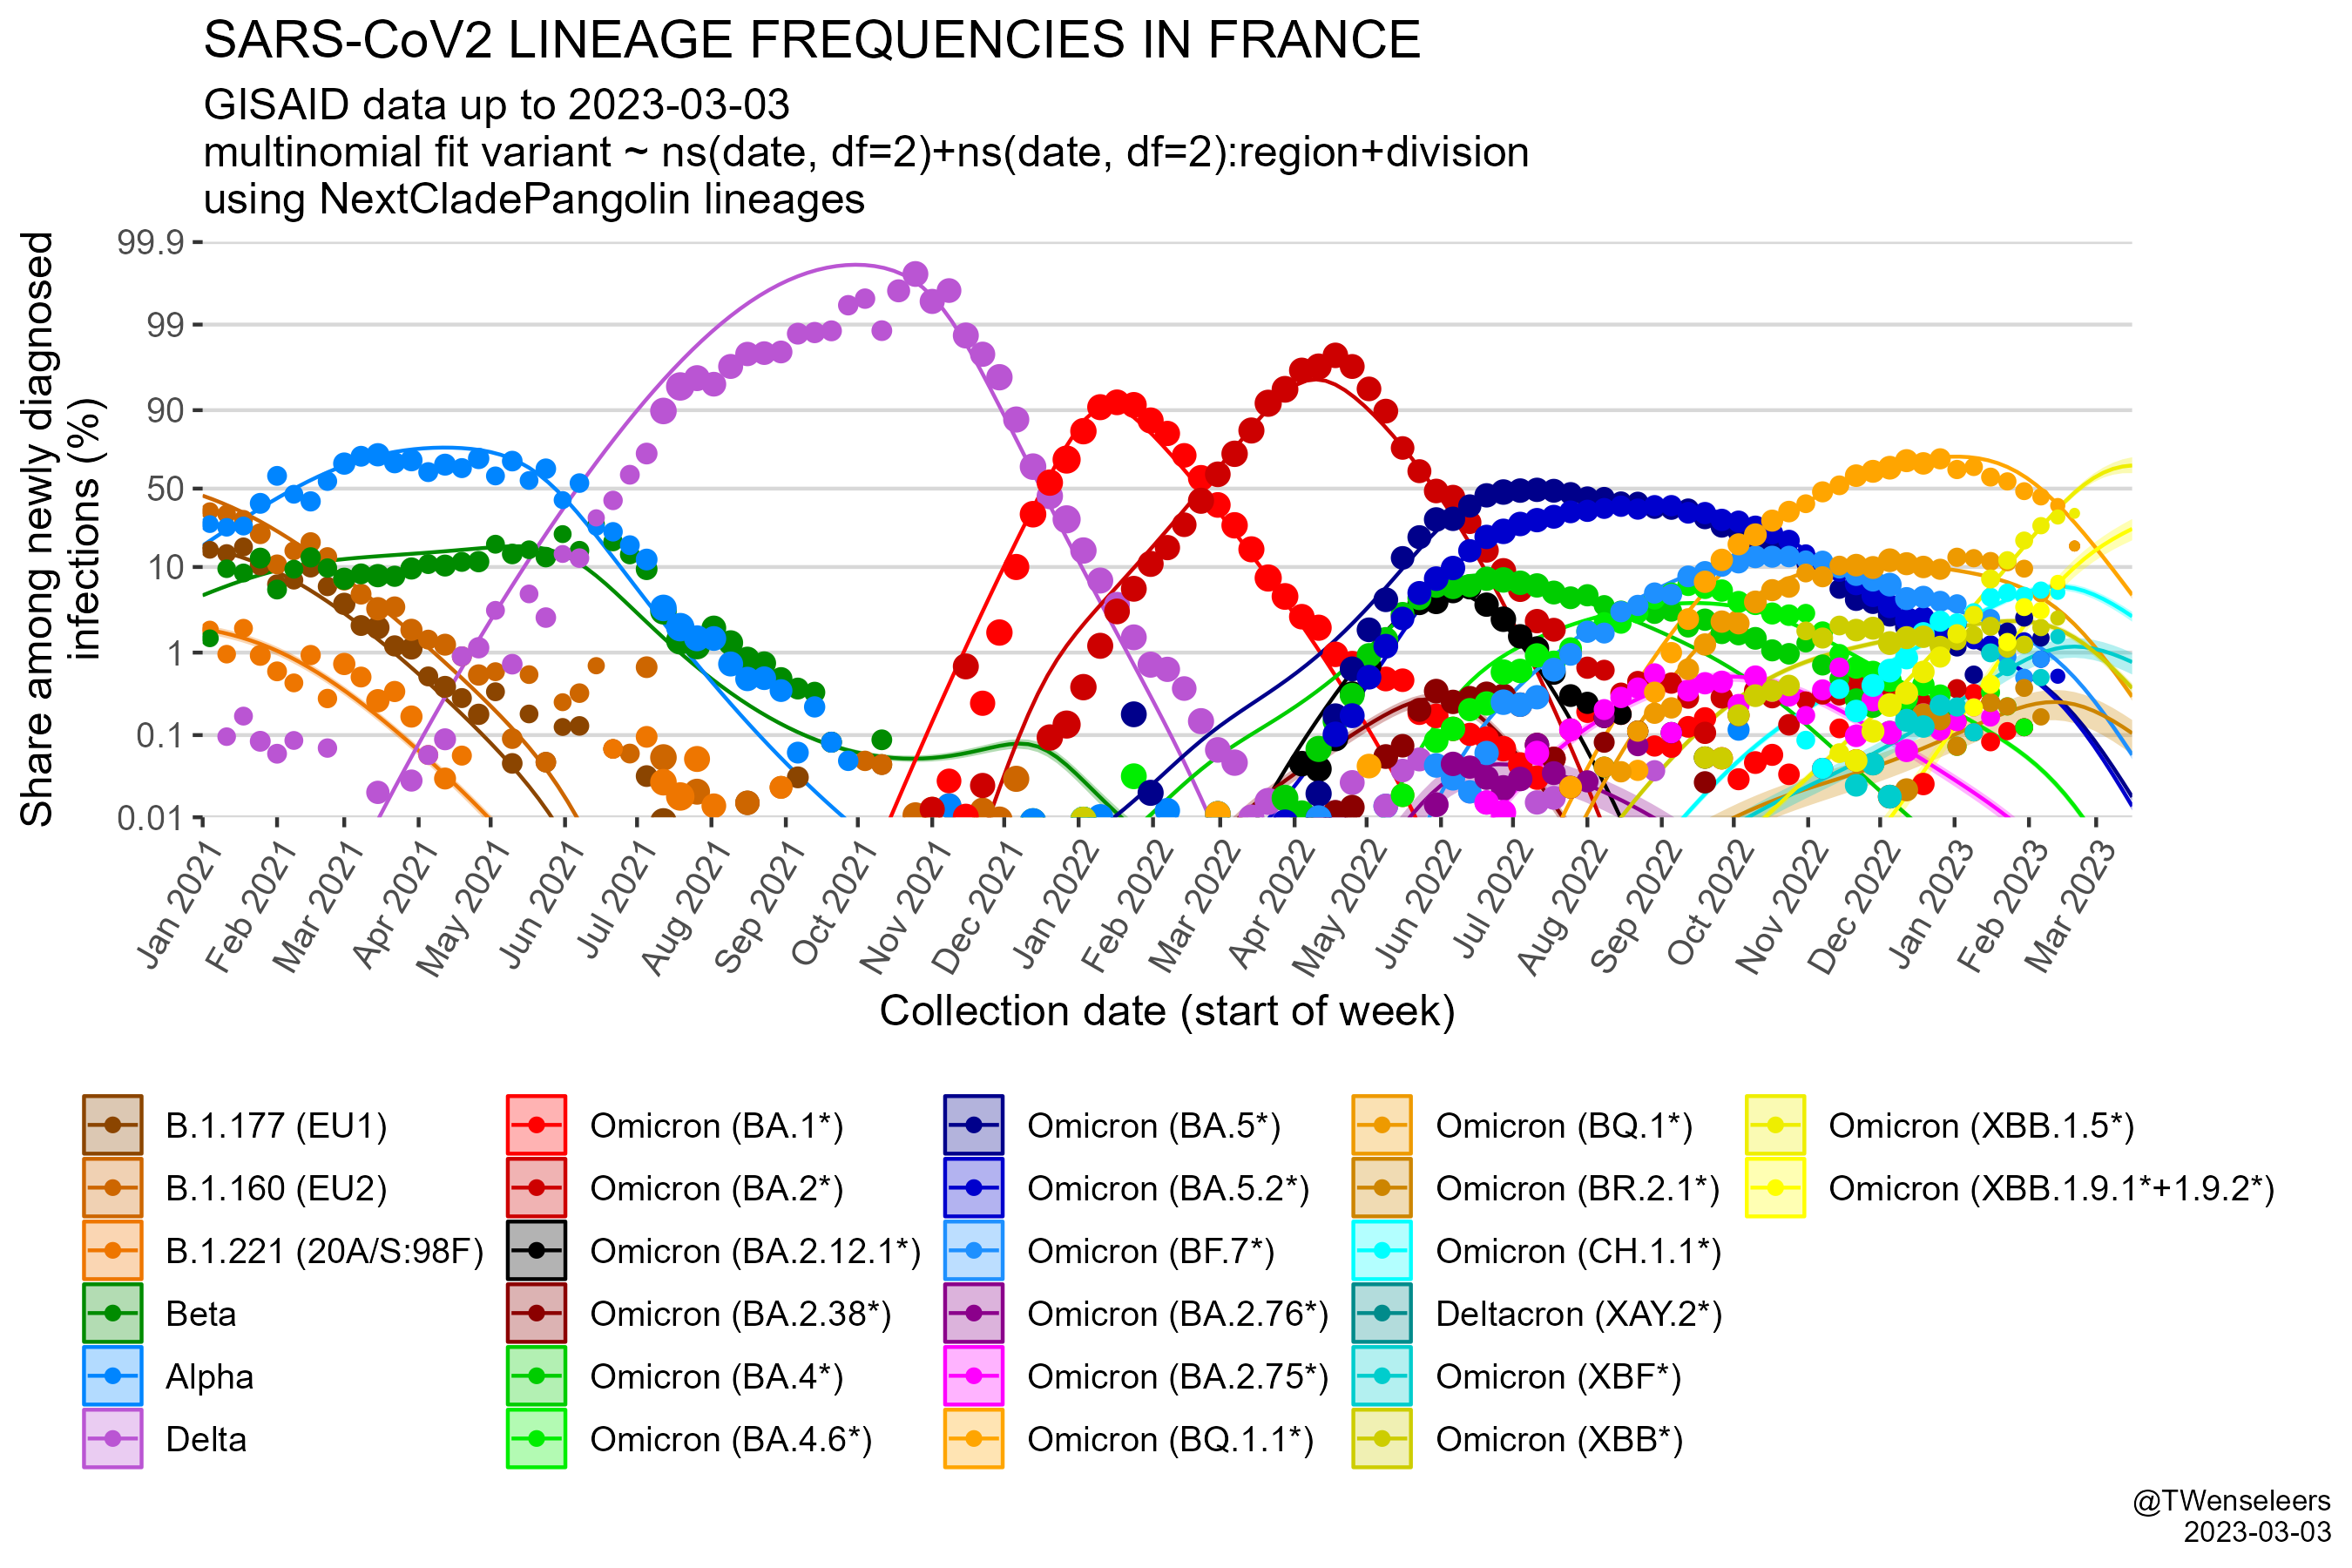 SARS-CoV2 LINEAGE FREQUENCIES IN FRANCE
GISAID data up to 2023-03-03
multinomial fit variant ~ ns(date, df=2)+ns(date, df=2):region+division
using NextCladePangolin lineages
Share among newly diagnosed
infections (%)
99.9
99
90
50
10
1
0.1
0.01
Jan 2021
Feb 2021
Mar 2021
Apr 2021
May 2021
Jun 2021
Jul 2021
Aug 2021
Sep 2021
Oct 2021
Nov 2021
Dec 2021
Jan 2022
Feb 2022
Mar 2022
Apr 2022
May 2022
Jun 2022
Jul 2022
Aug 2022
Sep 2022
Oct 2022
Nov 2022
Dec 2022
Jan 2023
Feb 2023
Mar 2023
Collection date (start of week)
B.1.177 (EU1)
B.1.160 (EU2)
B.1.221 (20A/S:98F)
Beta
Alpha
Delta
Omicron (BA.1*)
Omicron (BA.2*)
Omicron (BA.2.12.1*)
Omicron (BA.2.38*)
Omicron (BA.4*)
Omicron (BA.4.6*)
Omicron (BA.5*)
Omicron (BA.5.2*)
Omicron (BF.7*)
Omicron (BA.2.76*)
Omicron (BA.2.75*)
Omicron (BQ.1.1*)
Omicron (BQ.1*)
Omicron (BR.2.1*)
Omicron (CH.1.1*)
Deltacron (XAY.2*)
Omicron (XBF*)
Omicron (XBB*)
Omicron (XBB.1.5*)
Omicron (XBB.1.9.1*+1.9.2*)
@TWenseleers
2023-03-03